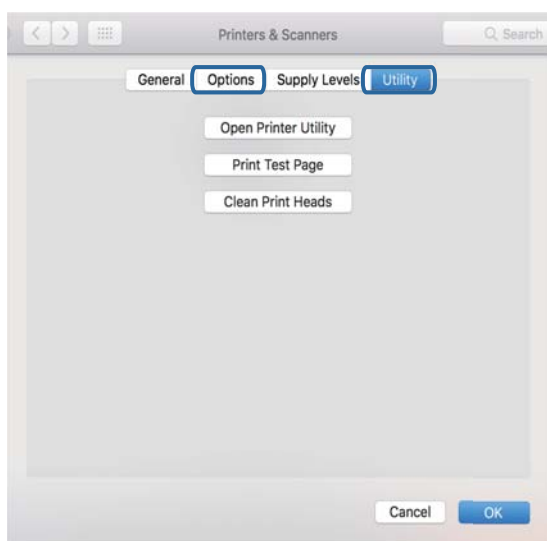 Printers & Scanners Search
General Options Supply Levels Utility
Open Printer Utility
Print Test Page
Clean Print Heads
Cancel OK